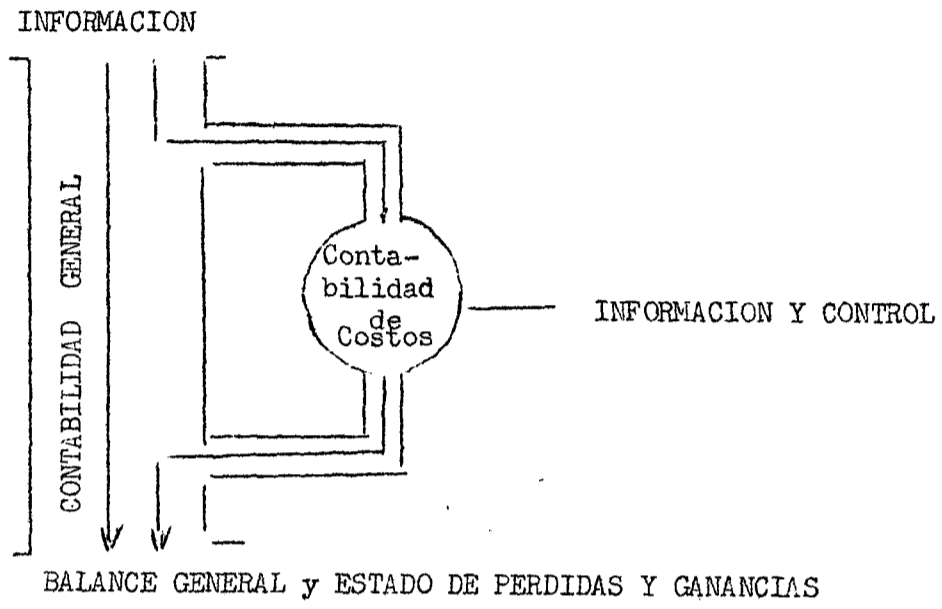 INFORMACION
CONTABILIDAD GENERAL
Conta-
bilidad
de
Costos
INFORMACION Y CONTROL
BALANCE GENERAL y ESTADO DE PERDIDAS Y GANANCIAS